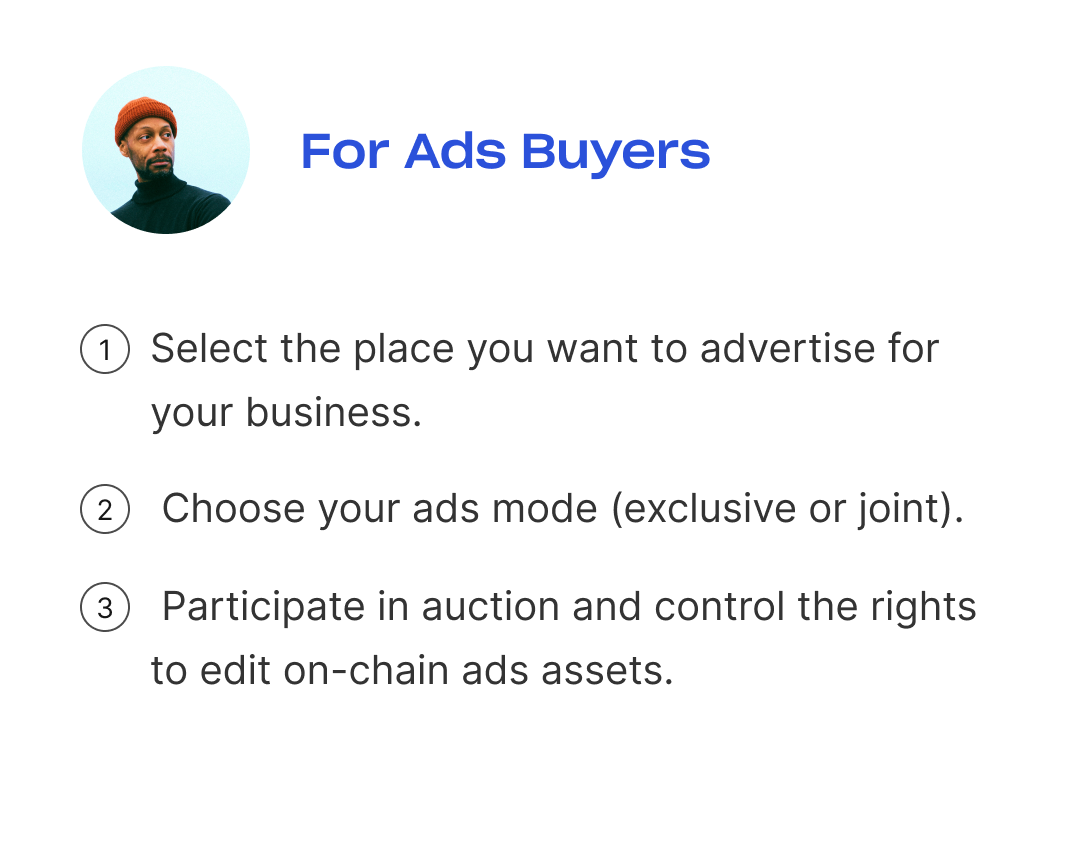 For Ads Buyers
1 Select the place you want to advertise for
your business.
2 Choose your ads mode (exclusive or joint).
3 Participate in auction and control the rights
to edit on-chain ads assets.